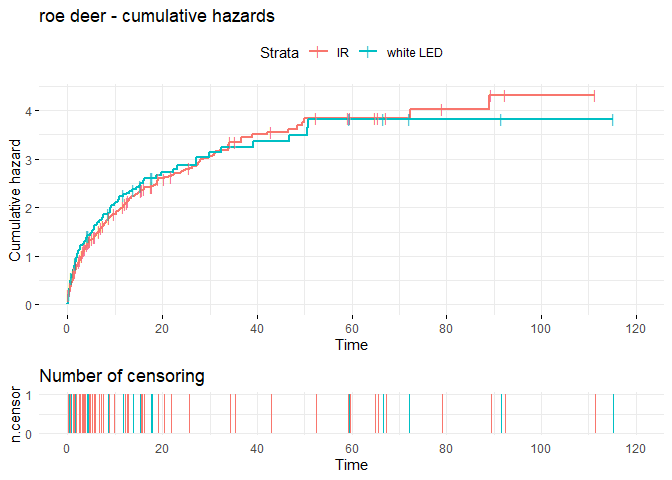 roe deer - cumulative hazards
Strata IR white LED
Cumulative hazard
4
3
2
1
0
0 20 40 60 80 100 120
Time
Number of censoring
n.censor
1
0
0 20 40 60 80 100 120
Time